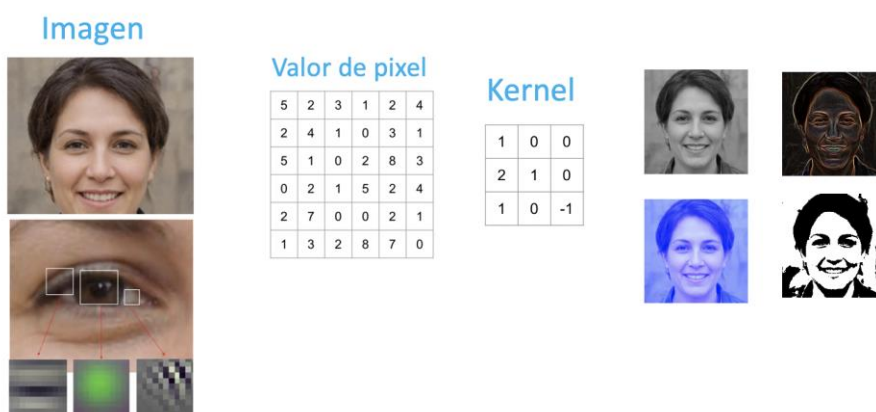 Imagen
Valor de pixel
5 2 3 1 2 4
2 4 1 0 3 1
5 1 0 2 8 3
0 2 1 5 2 4
2 7 0 0 2 1
1 3 2 8 7 0
Kernel
1 0 0
2 1 0
1 0 -1